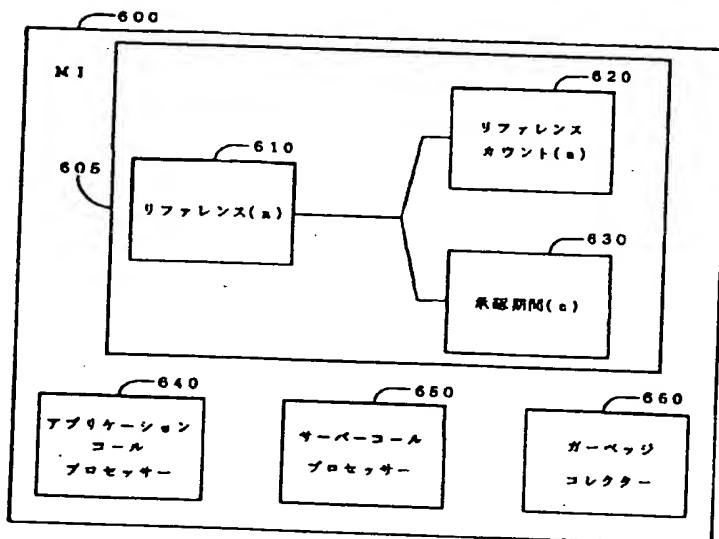 600
MI
605
610
リファレンス(n)
620
リファレンス
カウント(n)
630
承認期間(c)
640
アプリケーション
コール
プロセッサー
650
サーバーコール
プロセッサー
660
ガーベッジ
コレクター